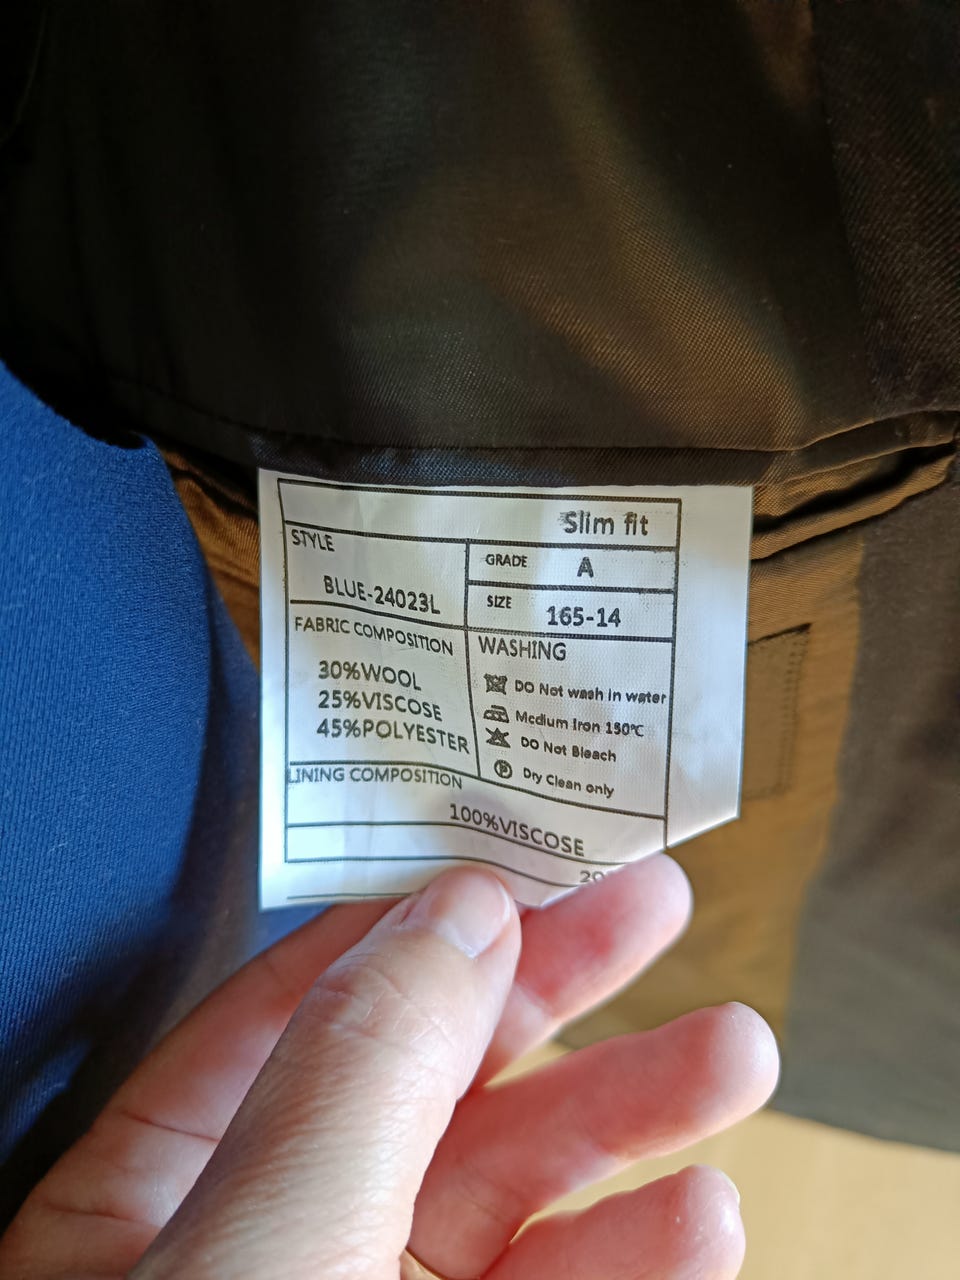 Slim fit
STYLE
BLUE-24023L
GRADE
A
SIZE
165-14
FABRIC COMPOSITION
30%WOOL
25%VISCOSE
45%POLYESTER
WASHING
DO Not wash in water
Medium Iron 150℃
DO Not Bleach
P
Dry Clean only
LINING COMPOSITION
100%VISCOSE